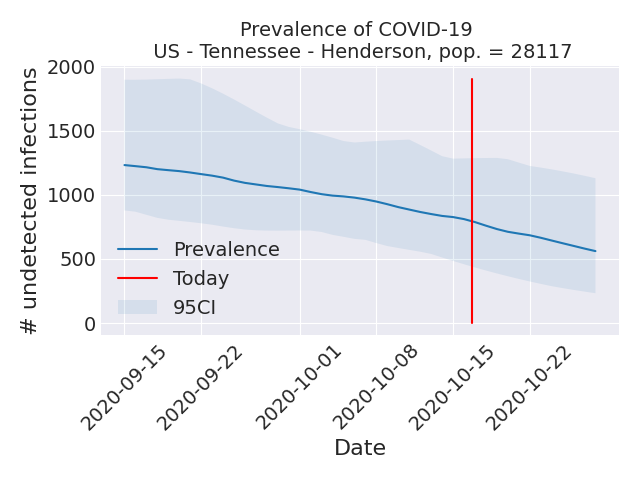 Prevalence of COVID-19
US - Tennessee - Henderson, pop. = 28117
# undetected infections
2000
1500
1000
500
0
Prevalence
Today
95CI
2020-09-15
2020-09-22
2020-10-01
2020-10-08
2020-10-15
2020-10-22
Date